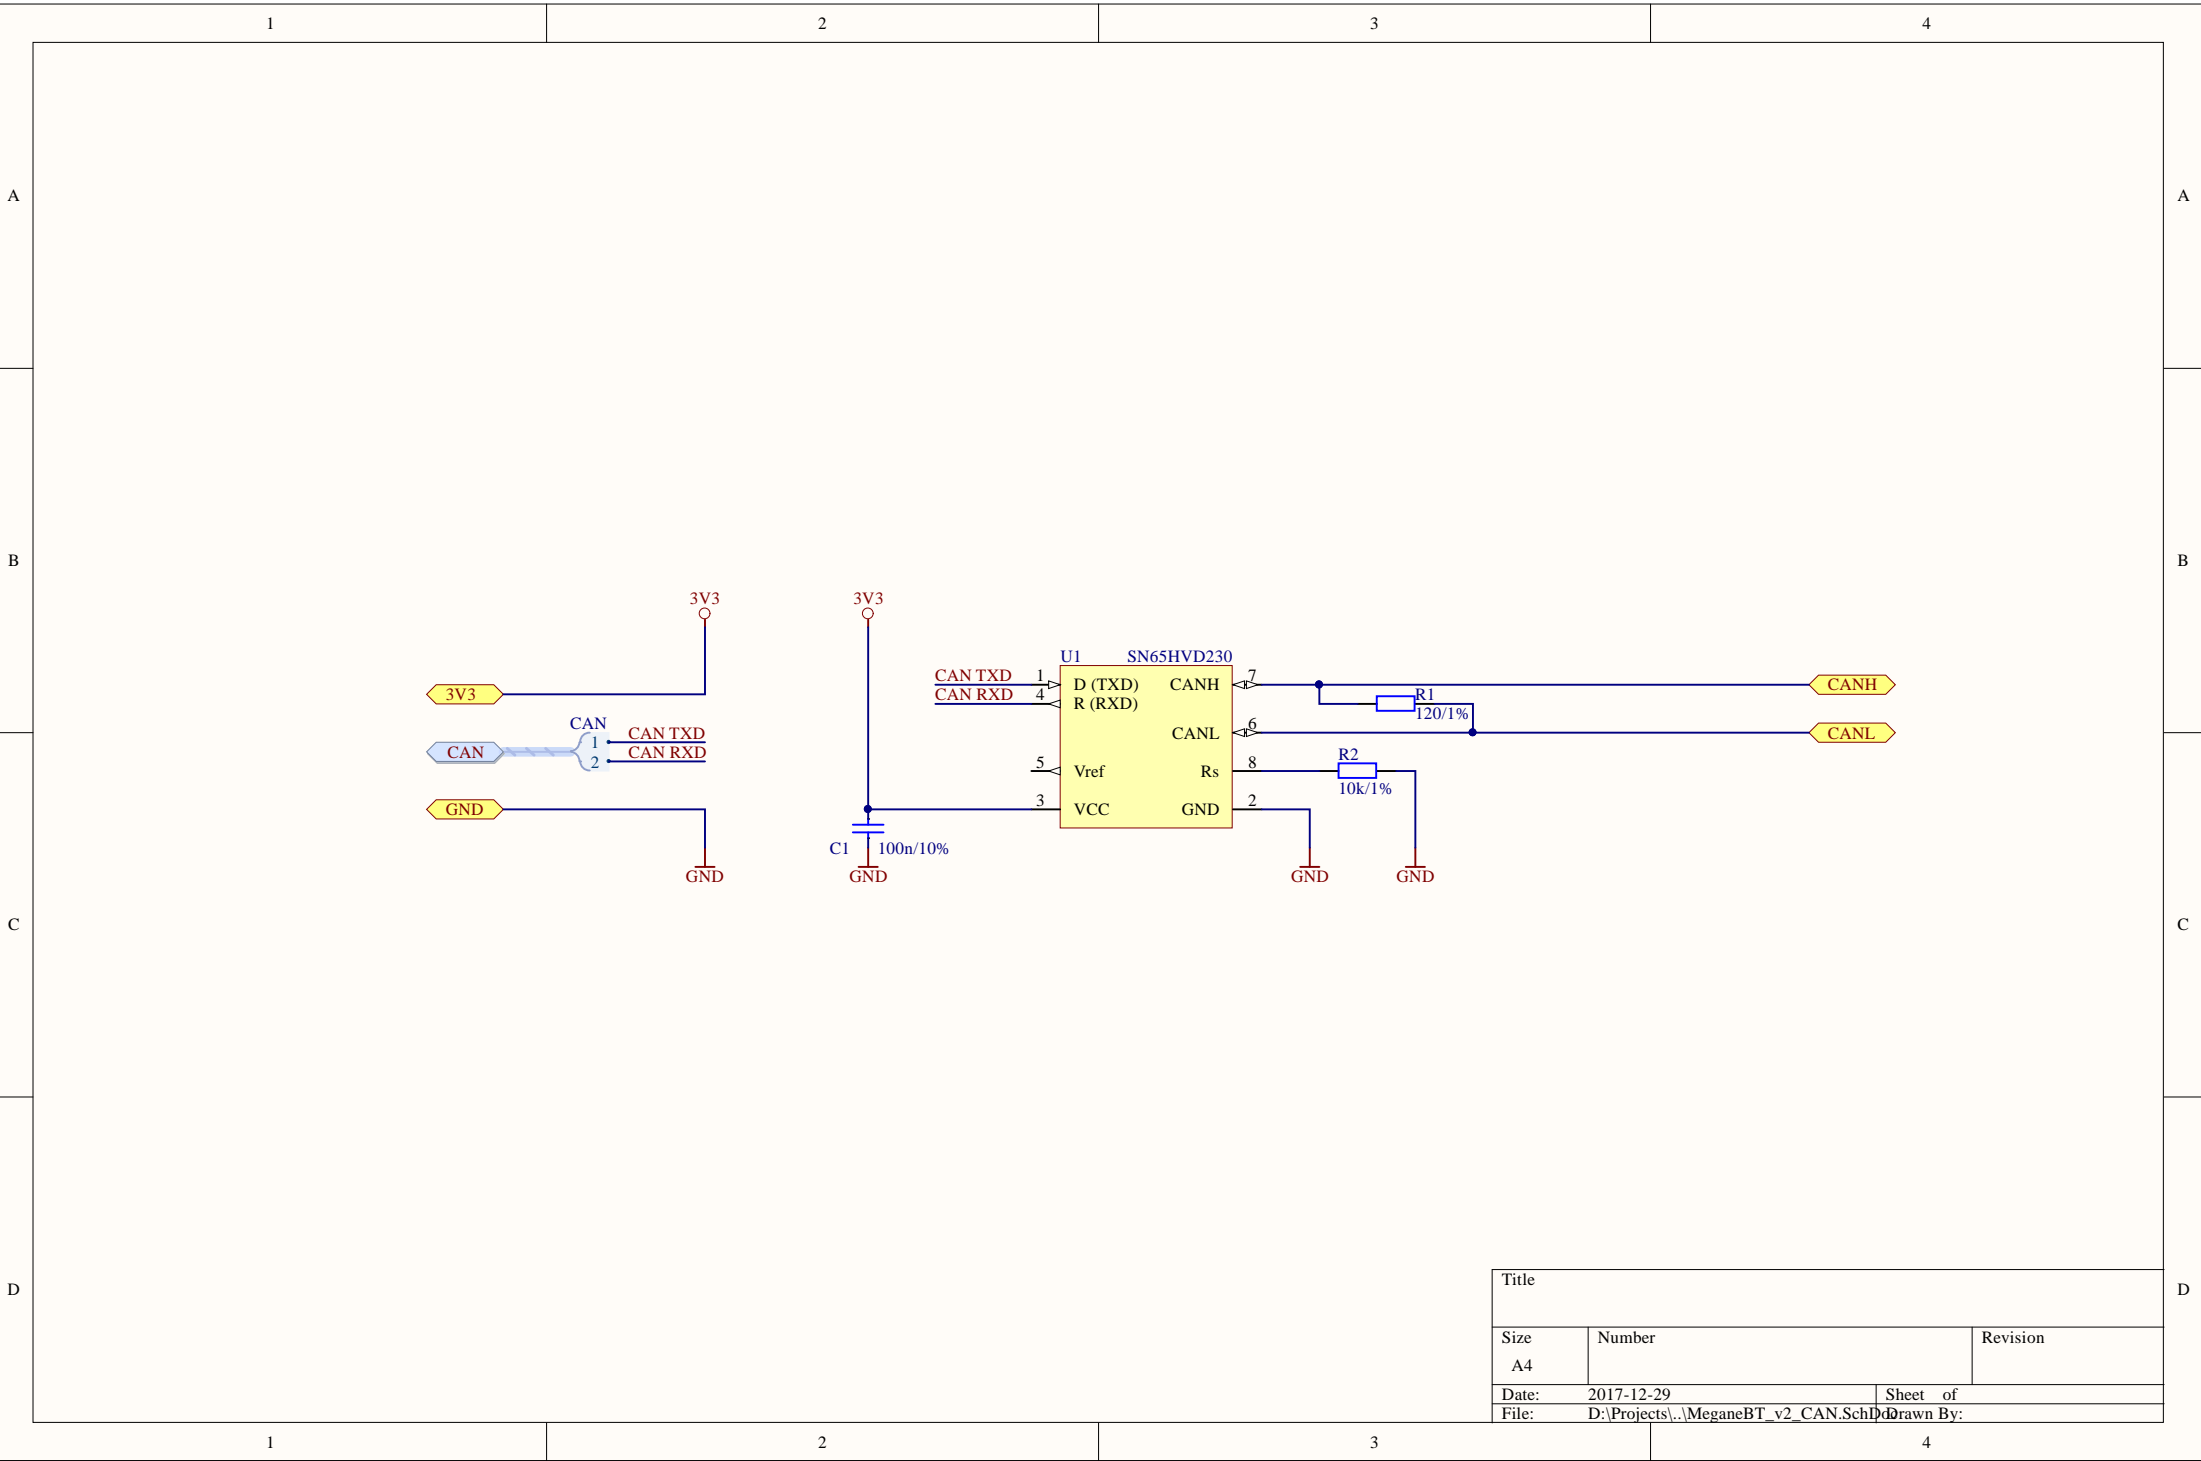 1 2 3 4
A A
B B
3V3 3V3
U1 SN65HVD230
CAN TXD 1 D (TXD) CANH 7 CANH
3V3 CAN RXD 4 R (RXD) R1
120/1%
CAN 1 CAN TXD CANL 6 CANL
CAN 2 CAN RXD
R2
5 Vref Rs 8
10k/1%
GND 3 VCC GND 2
C1 100n/10%
GND GND GND GND
C C
D D
Title
Size Number Revision
A4
Date: 2017-12-29 Sheet of
File: D:\Projects\..\MeganeBT_v2_CAN.SchDoc Drawn By:
1 2 3 4